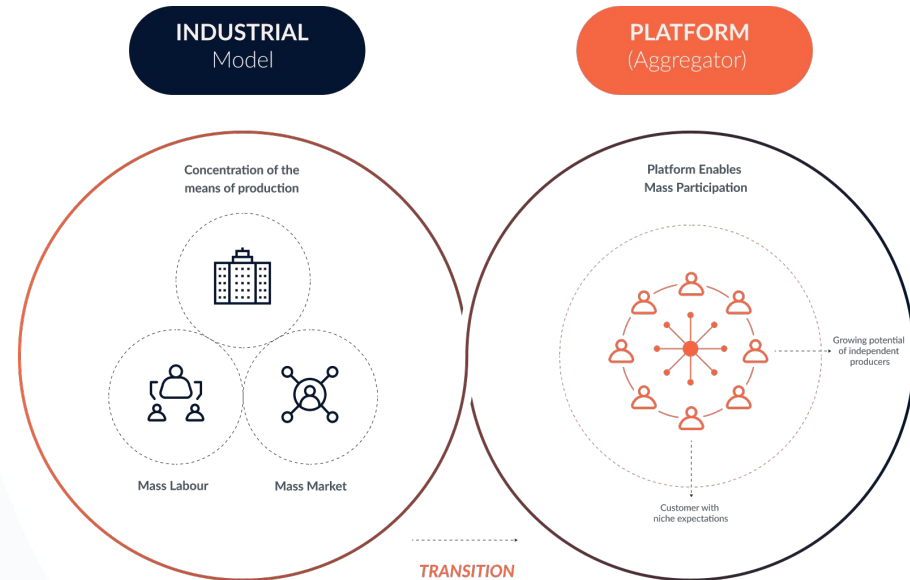 INDUSTRIAL
Model
PLATFORM
(Aggregator)
Concentration of the
means of production
Mass Labour
Mass Market
Platform Enables
Mass Participation
Growing potential
of independent
producers
Customer with
niche expectations
TRANSITION